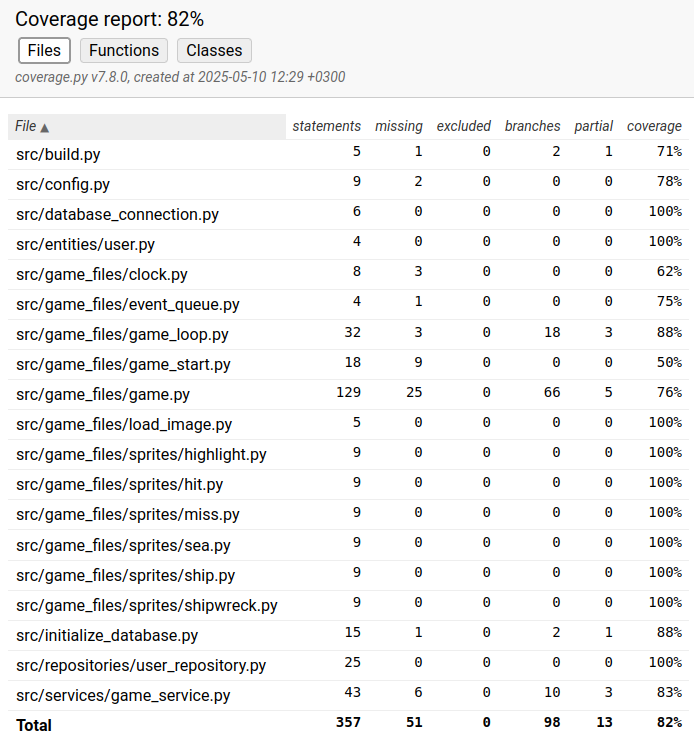 Coverage report: 82%
Files Functions Classes
coverage.py v7.8.0, created at 2025-05-10 12:29 +0300
File ▲ statements missing excluded branches partial coverage
src/build.py 5 1 0 2 1 71%
src/config.py 9 2 0 0 0 78%
src/database_connection.py 6 0 0 0 0 100%
src/entities/user.py 4 0 0 0 0 100%
src/game_files/clock.py 8 3 0 0 0 62%
src/game_files/event_queue.py 4 1 0 0 0 75%
src/game_files/game_loop.py 32 3 0 18 3 88%
src/game_files/game_start.py 18 9 0 0 0 50%
src/game_files/game.py 129 25 0 66 5 76%
src/game_files/load_image.py 5 0 0 0 0 100%
src/game_files/sprites/highlight.py 9 0 0 0 0 100%
src/game_files/sprites/hit.py 9 0 0 0 0 100%
src/game_files/sprites/miss.py 9 0 0 0 0 100%
src/game_files/sprites/sea.py 9 0 0 0 0 100%
src/game_files/sprites/ship.py 9 0 0 0 0 100%
src/game_files/sprites/shipwreck.py 9 0 0 0 0 100%
src/initialize_database.py 15 1 0 2 1 88%
src/repositories/user_repository.py 25 0 0 0 0 100%
src/services/game_service.py 43 6 0 10 3 83%
Total 357 51 0 98 13 82%